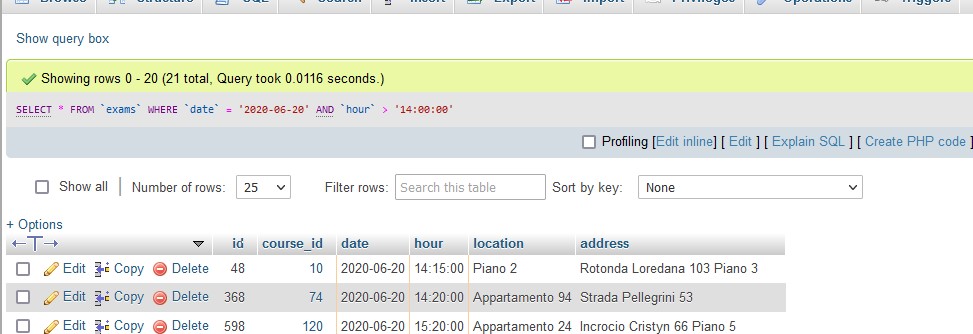 Browse Structure SQL Search Insert Export Import Privileges Operations Triggers
Show query box
Showing rows 0 - 20 (21 total, Query took 0.0116 seconds.)
SELECT * FROM `exams` WHERE `date` = '2020-06-20' AND `hour` > '14:00:00'
Profiling [Edit inline] [ Edit ] [ Explain SQL ] [ Create PHP code ]
Show all Number of rows: 25 Filter rows: Search this table Sort by key: None
+ Options
←T→ id course_id date hour location address
Edit Copy Delete 48 10 2020-06-20 14:15:00 Piano 2 Rotonda Loredana 103 Piano 3
Edit Copy Delete 368 74 2020-06-20 14:20:00 Appartamento 94 Strada Pellegrini 53
Edit Copy Delete 598 120 2020-06-20 15:20:00 Appartamento 24 Incrocio Cristyn 66 Piano 5